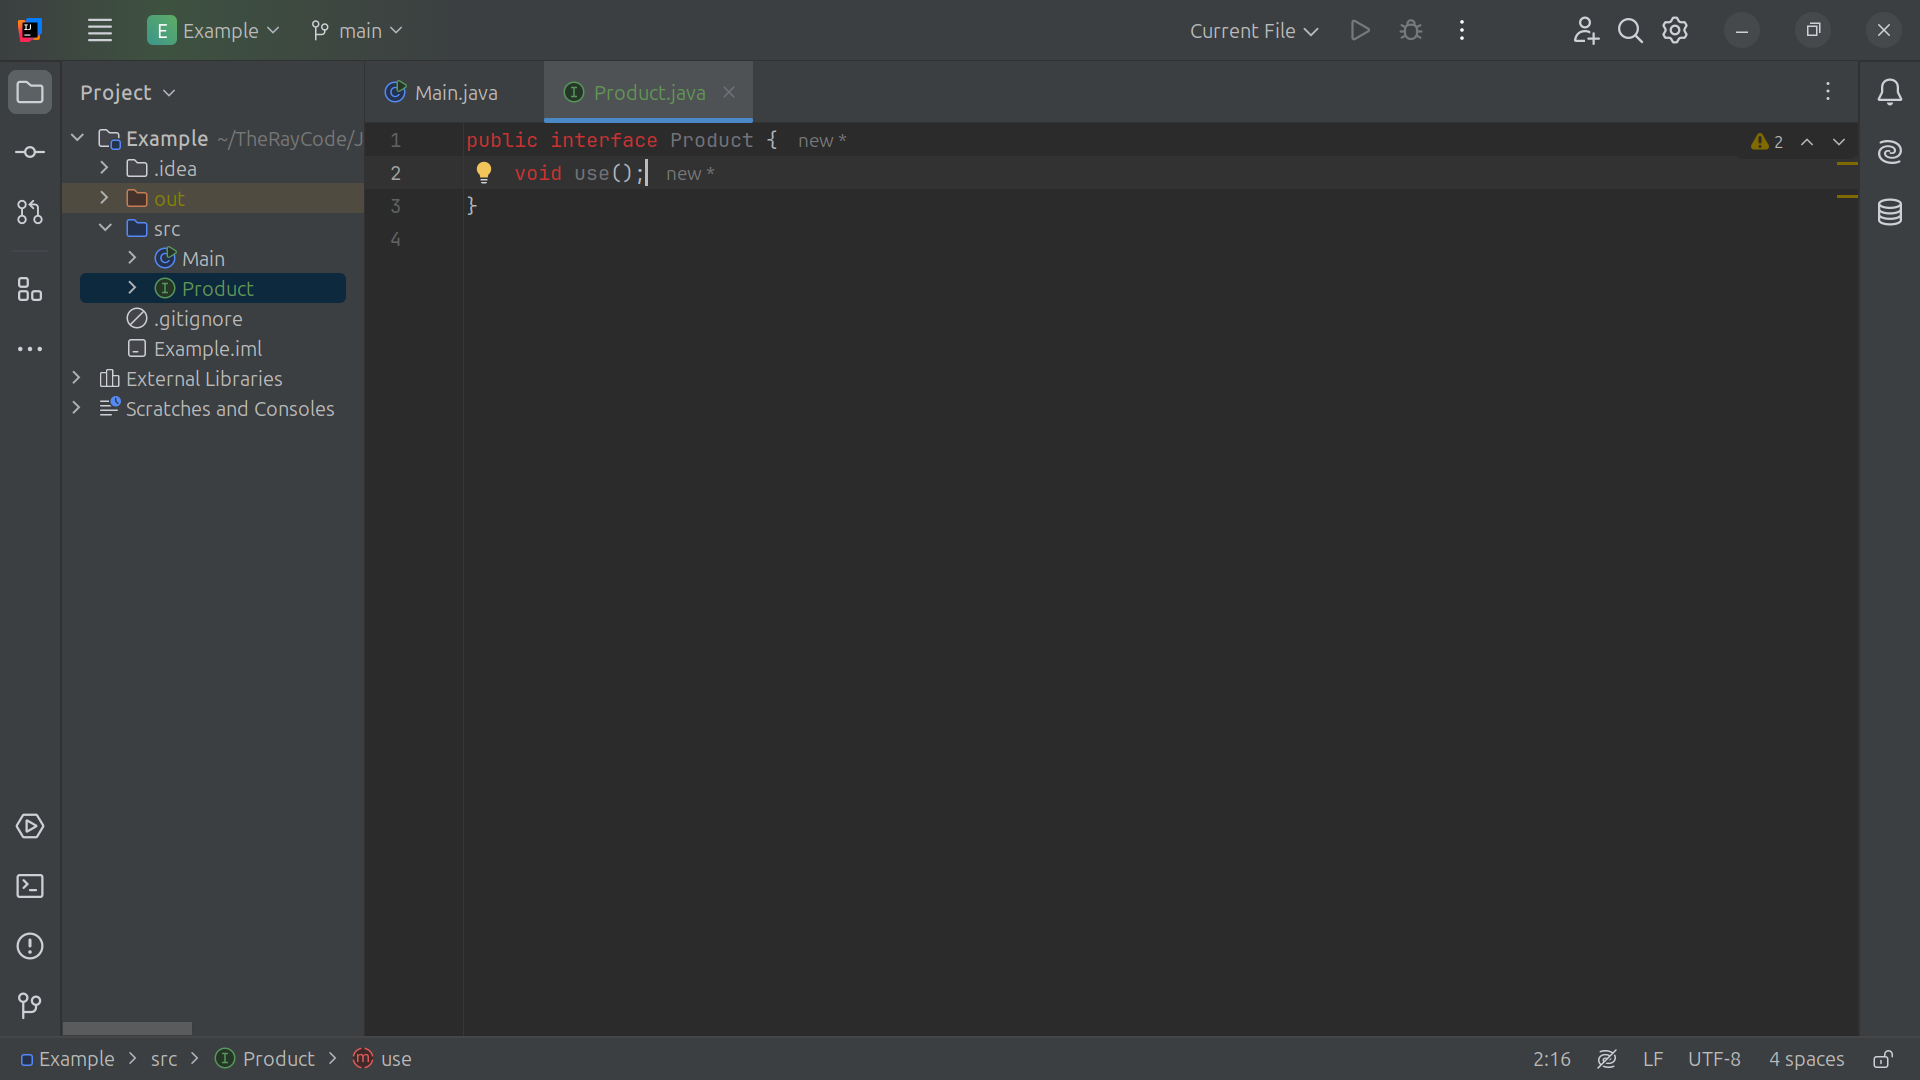 E Example main Current File
Project
Main.java Product.java
Example ~/TheRayCode/J
.idea
out
src
Main
Product
.gitignore
Example.iml
External Libraries
Scratches and Consoles
1 public interface Product { new *
2 void use(); new *
3 }
4
2
Example > src > Product > use
2:16 LF UTF-8 4 spaces